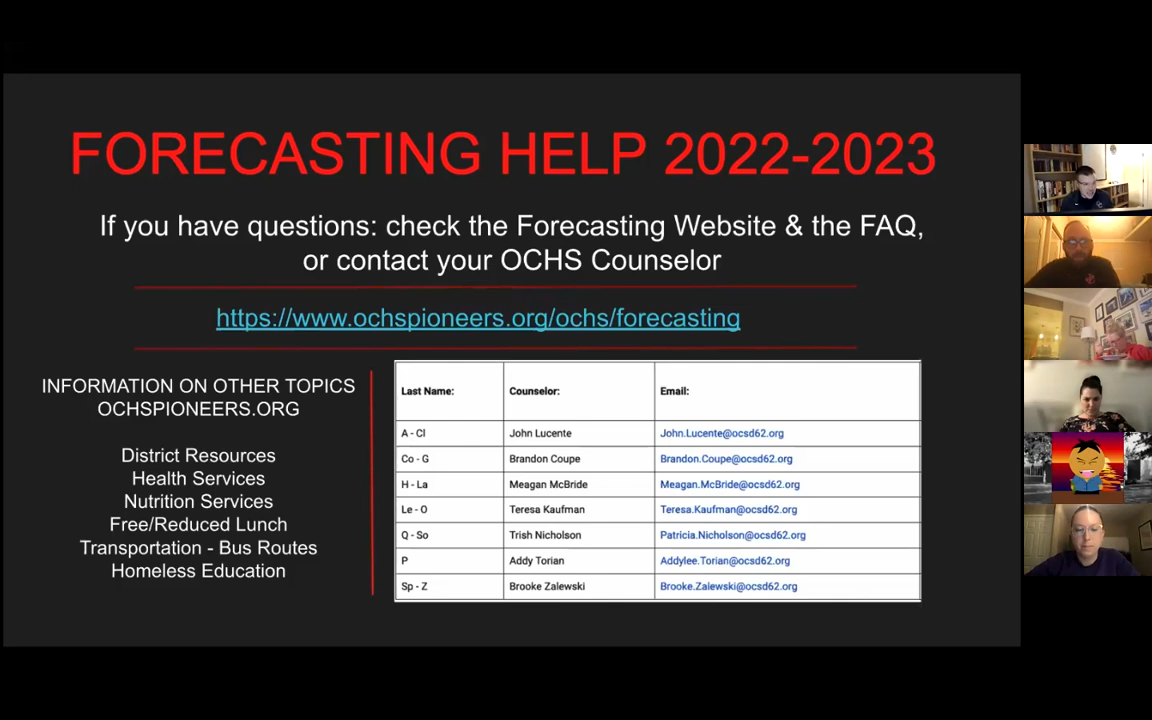 FORECASTING HELP 2022-2023
If you have questions: check the Forecasting Website & the FAQ,
or contact your OCHS Counselor
https://www.ochspioneers.org/ochs/forecasting
INFORMATION ON OTHER TOPICS
OCHSPIONEERS.ORG
District Resources
Health Services
Nutrition Services
Free/Reduced Lunch
Transportation - Bus Routes
Homeless Education
Last Name: Counselor: Email:
A - Cl John Lucente John.Lucente@ocsd62.org
Co - G Brandon Coupe Brandon.Coupe@ocsd62.org
H - La Meagan McBride Meagan.McBride@ocsd62.org
Le - O Teresa Kaufman Teresa.Kaufman@ocsd62.org
Q - So Trish Nicholson Patricia.Nicholson@ocsd62.org
P Addy Torian Addylee.Torian@ocsd62.org
Sp - Z Brooke Zalewski Brooke.Zalewski@ocsd62.org